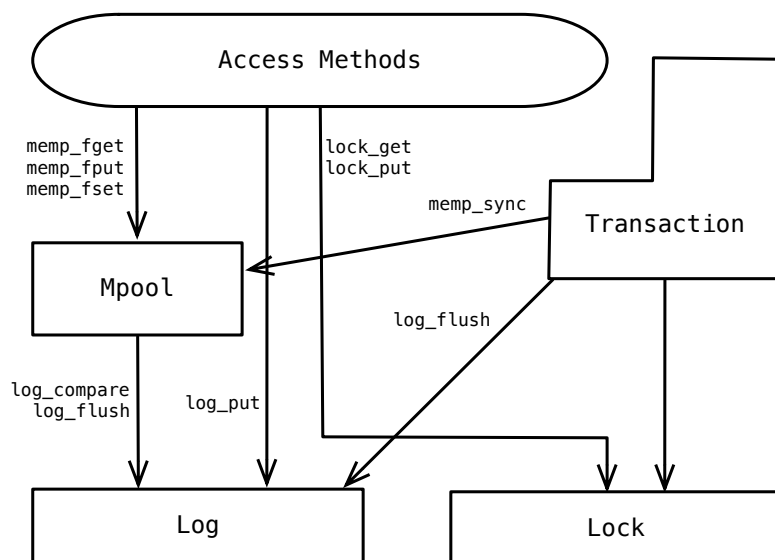 Access Methods
memp_fget
memp_fput
memp_fset
lock_get
lock_put
memp_sync
Transaction
Mpool
log_flush
log_compare
log_flush
log_put
Log
Lock